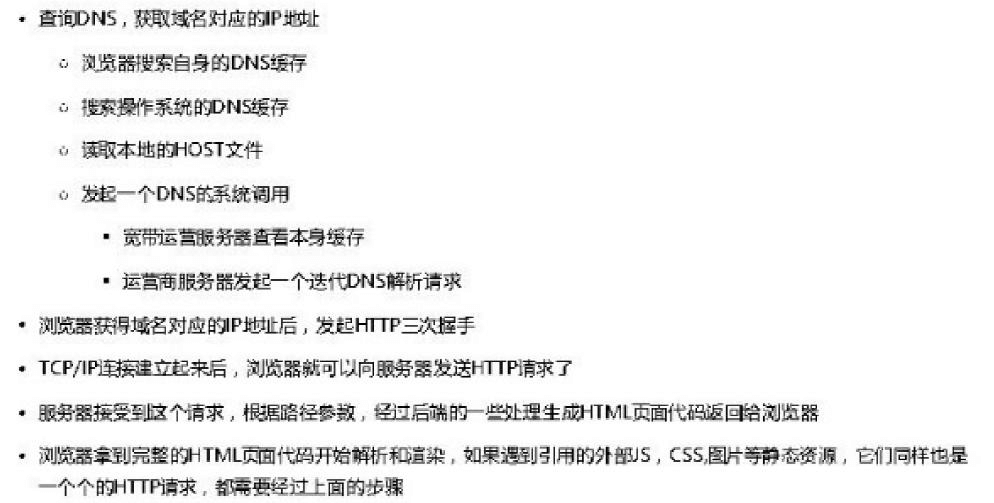 • 查询DNS，获取域名对应的IP地址
○ 浏览器搜索自身的DNS缓存
○ 搜索操作系统的DNS缓存
○ 读取本地的HOST文件
○ 发起一个DNS的系统调用
▪ 宽带运营服务器查看本身缓存
▪ 运营商服务器发起一个迭代DNS解析请求
• 浏览器获得域名对应的IP地址后，发起HTTP三次握手
• TCP/IP连接建立起来后，浏览器就可以向服务器发送HTTP请求了
• 服务器接受到这个请求，根据路径参数，经过后端的一些处理生成HTML页面代码返回给浏览器
• 浏览器拿到完整的HTML页面代码开始解析和渲染，如果遇到引用的外部JS，CSS,图片等静态资源，它们同样也是
一个个的HTTP请求，都需要经过上面的步骤